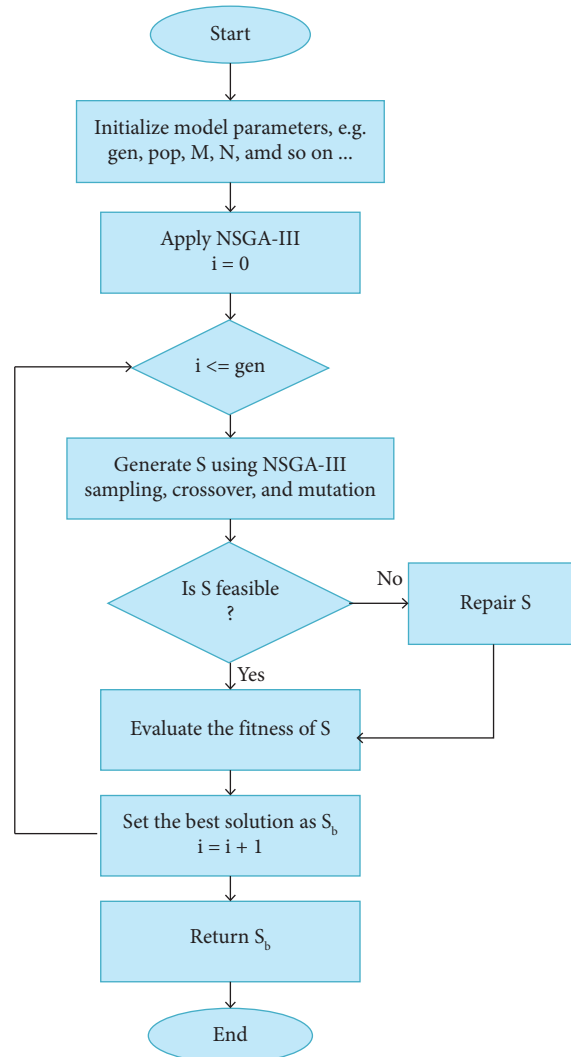 Start
Initialize model parameters, e.g.
gen, pop, M, N, amd so on ...
Apply NSGA-III
i = 0
i <= gen
Generate S using NSGA-III
sampling, crossover, and mutation
Is S feasible
?
No
Repair S
Yes
Evaluate the fitness of S
Set the best solution as S_b
i = i + 1
Return S_b
End